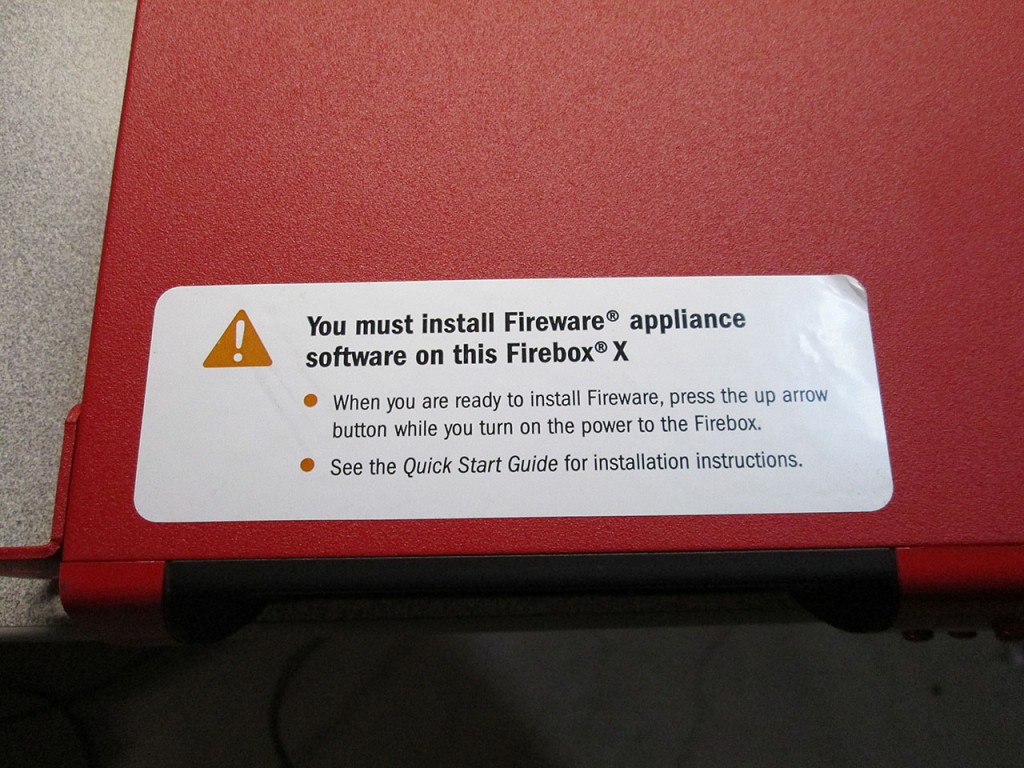 You must install Fireware® appliance
software on this Firebox® X
• When you are ready to install Fireware, press the up arrow
button while you turn on the power to the Firebox.
• See the Quick Start Guide for installation instructions.